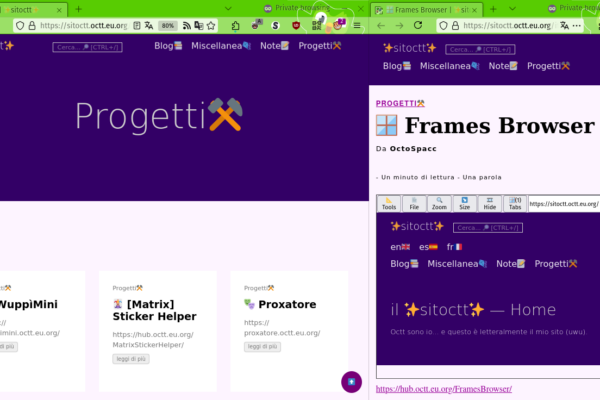 sitoctt
Private browsing
https://sitoctt.octt.eu.org
80%
Cerca... [CTRL+/]
Blog Miscellanea Note Progetti
Progetti
Progetti
WuppìMini
imini.octt.eu.org/
leggi di più
Progetti
[Matrix]
Sticker Helper
https://hub.octt.eu.org/
MatrixStickerHelper/
leggi di più
Progetti
Proxatore
https://
proxatore.octt.eu.org/
leggi di più
Frames Browser |
Private brow
https://sitoctt.octt.eu.org/
sitoctt
Cerca... [CTRL+/]
Blog Miscellanea Note Progetti
PROGETTI
Frames Browser
Da OctoSpacc
- Un minuto di lettura - Una parola
Tools File Zoom Size Hide (1) Tabs https://sitoctt.octt.eu.org/
sitoctt
Cerca... [CTRL+/]
en es fr
Blog Miscellanea Note Progetti
il ✨sitoctt✨ — Home
Octt sono io... e questo è letteralmente il mio sito (uwu).
https://hub.octt.eu.org/FramesBrowser/